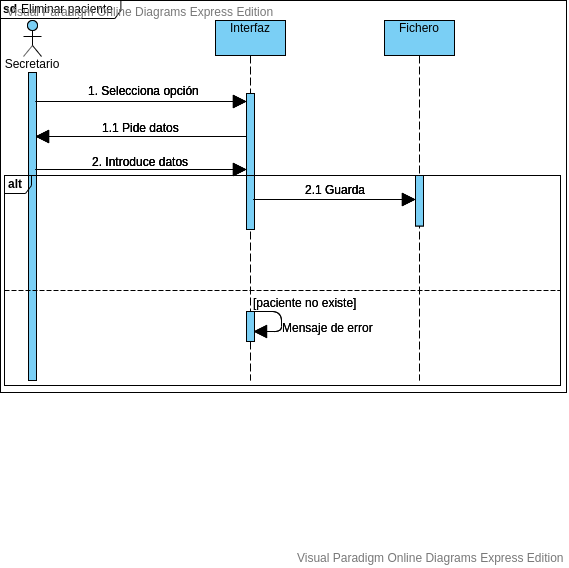 sd Eliminar paciente
Visual Paradigm Online Diagrams Express Edition
Secretario
Interfaz
Fichero
1. Selecciona opción
1.1 Pide datos
2. Introduce datos
alt
2.1 Guarda
[paciente no existe]
Mensaje de error
Visual Paradigm Online Diagrams Express Edition